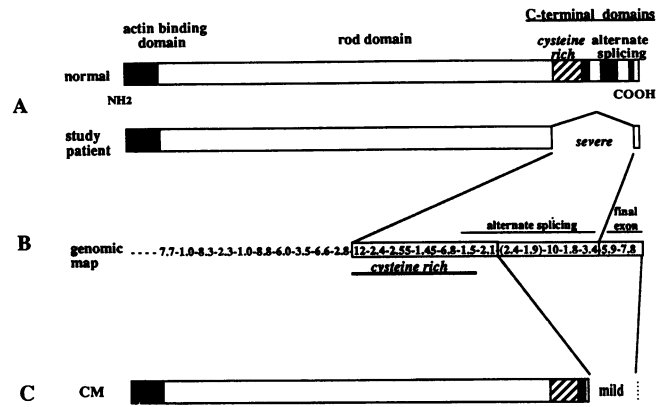 C-terminal domains
actin binding domain
rod domain
cysteine rich
alternate splicing
normal
NH2
COOH
A
study patient
severe
B
alternate splicing
final exon
genomic map
----7.7-1.0-8.3-2.3-1.0-8.8-6.0-3.5-6.6-2.8-12-2.4-2.55-1.45-6.8-1.5-2.1-(2.4-1.9)-10-1.8-3.4-5.9-7.8
cysteine rich
C
CM
mild